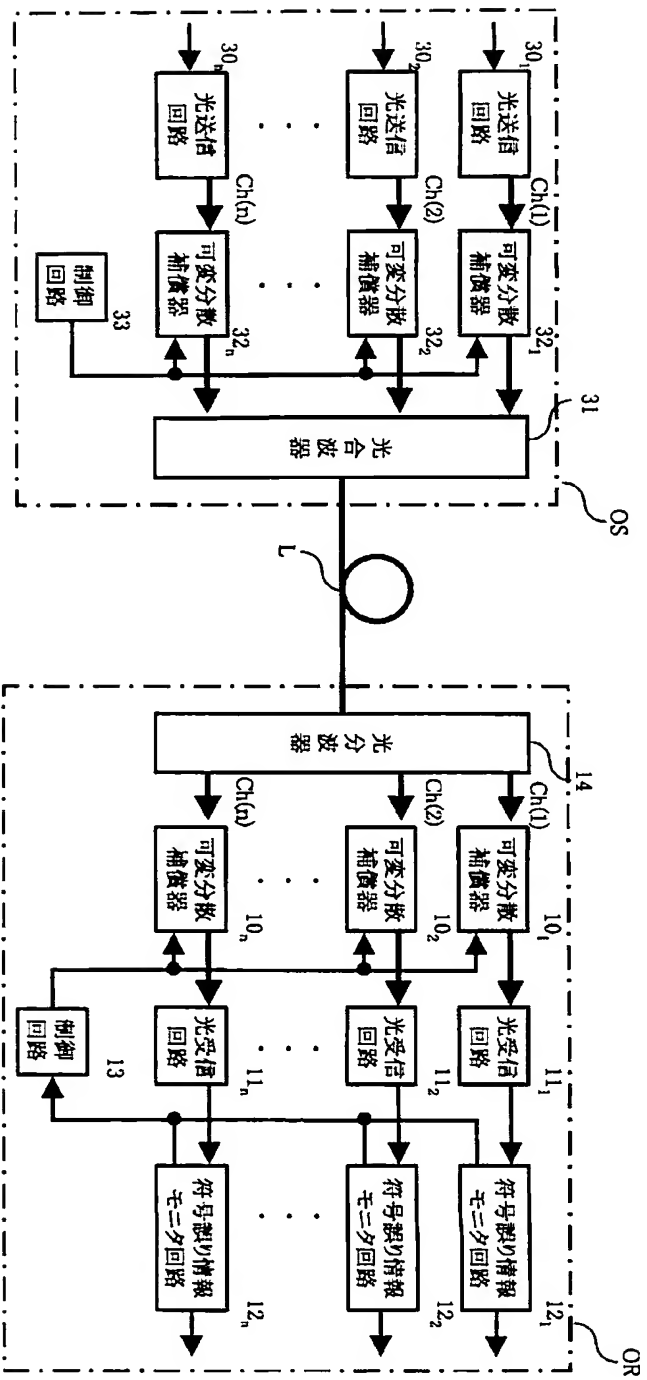 OS
30₁
光送信
回路
Ch(1)
可変分散
補償器
32₁
30₂
光送信
回路
Ch(2)
可変分散
補償器
32₂
30ₙ
光送信
回路
Ch(n)
可変分散
補償器
32ₙ
制御
回路
33
31
光合波器
L
OR
14
光分波器
Ch(1)
可変分散
補償器
10₁
光受信
回路
11₁
符号誤り情報
モニタ回路
12₁
Ch(2)
可変分散
補償器
10₂
光受信
回路
11₂
符号誤り情報
モニタ回路
12₂
Ch(n)
可変分散
補償器
10ₙ
光受信
回路
11ₙ
符号誤り情報
モニタ回路
12ₙ
制御
回路
13